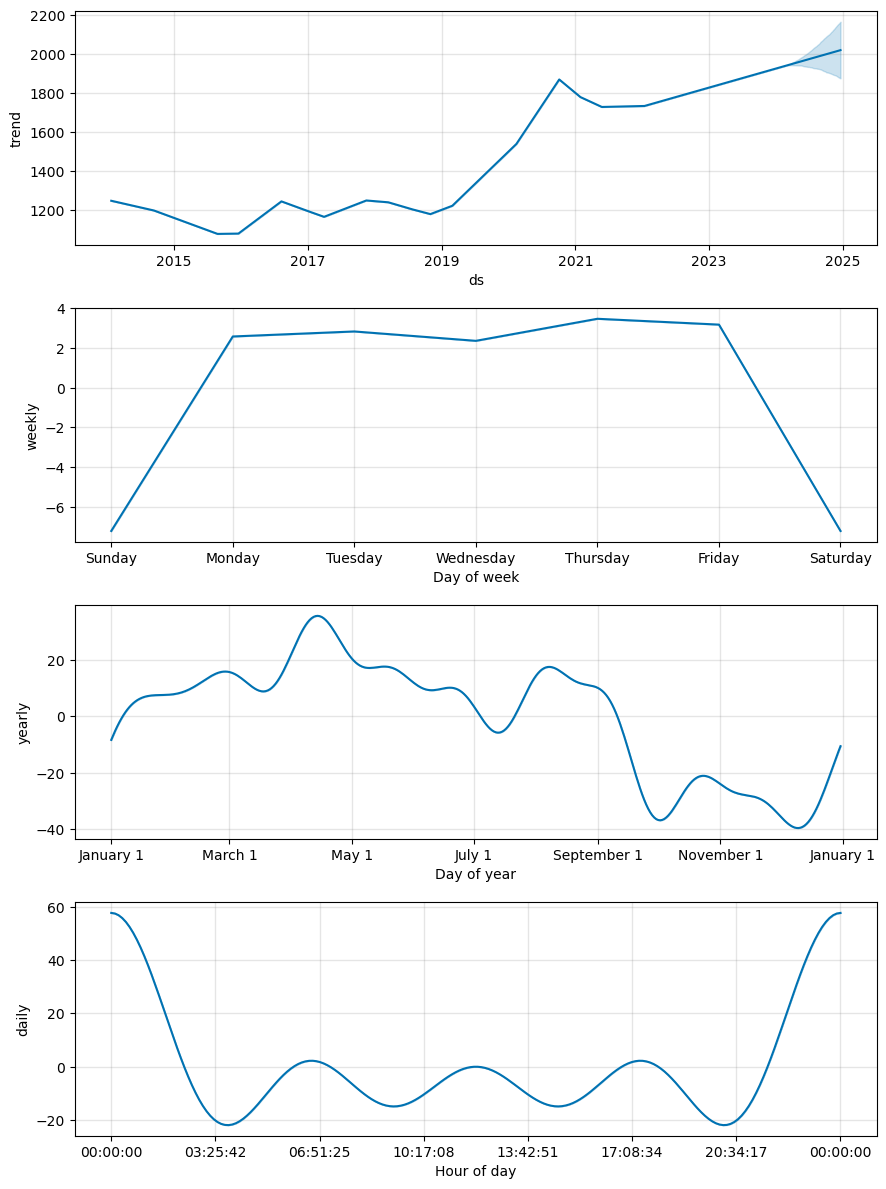 2200
2000
1800
1600
1400
1200
trend
2015 2017 2019 2021 2023 2025
ds
4
2
0
−2
−4
−6
weekly
Sunday Monday Tuesday Wednesday Thursday Friday Saturday
Day of week
20
0
−20
−40
yearly
January 1 March 1 May 1 July 1 September 1 November 1 January 1
Day of year
60
40
20
0
−20
daily
00:00:00 03:25:42 06:51:25 10:17:08 13:42:51 17:08:34 20:34:17 00:00:00
Hour of day